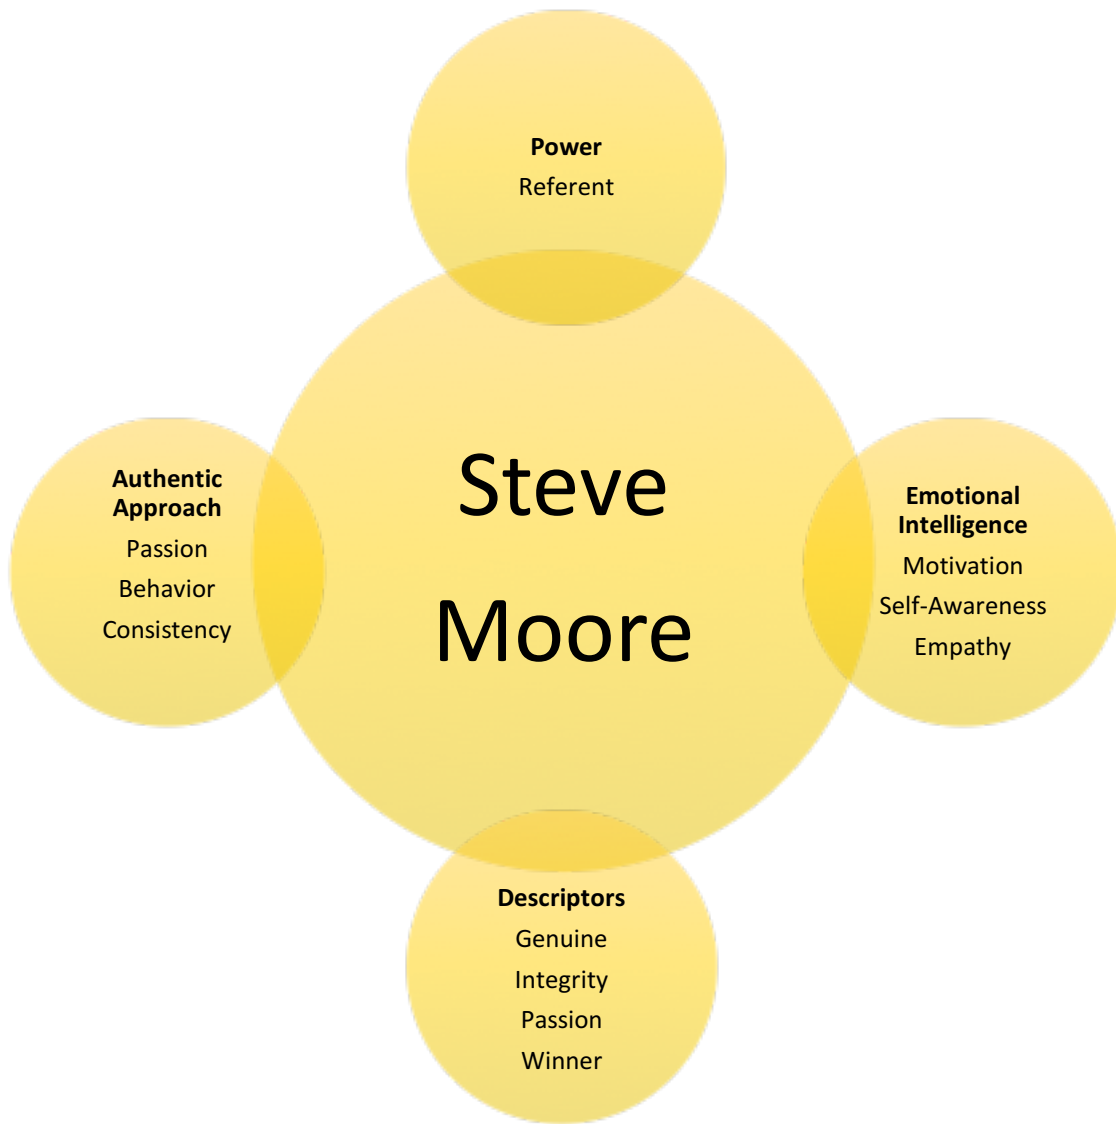 Power
Referent
Steve
Moore
Authentic
Approach
Passion
Behavior
Consistency
Emotional
Intelligence
Motivation
Self-Awareness
Empathy
Descriptors
Genuine
Integrity
Passion
Winner